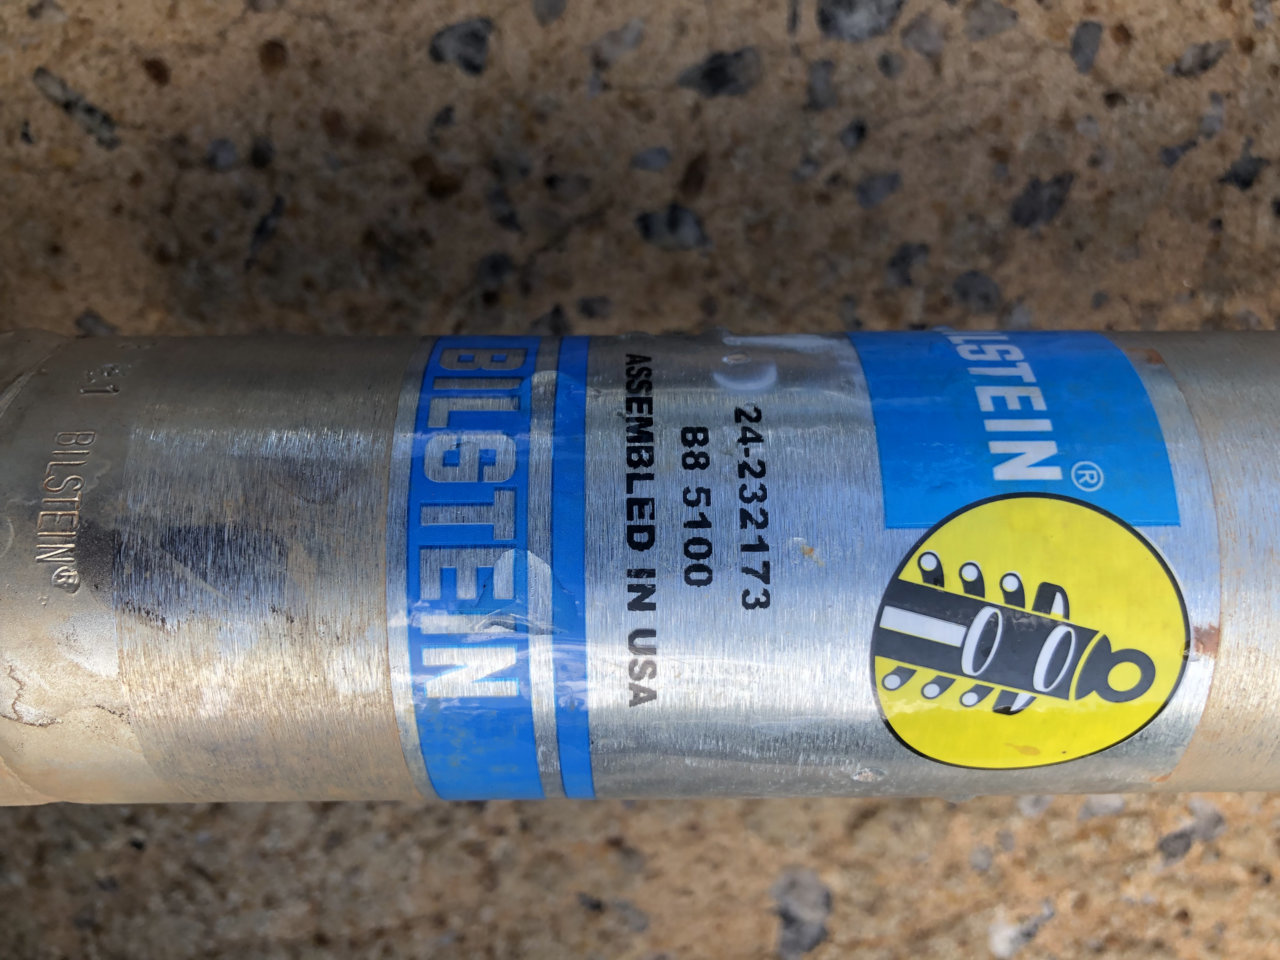 BILSTEIN®
24-232173
B8 5100
ASSEMBLED IN USA
BILSTEIN
BILSTEIN®